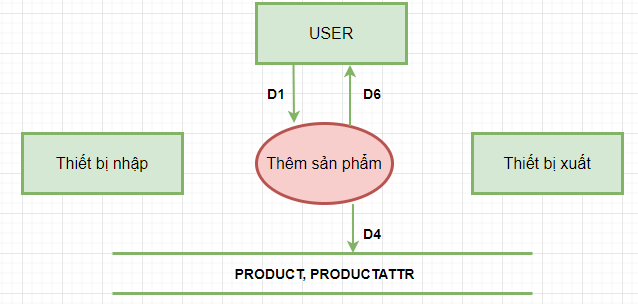 USER
D1
D6
Thiết bị nhập
Thêm sản phẩm
Thiết bị xuất
D4
PRODUCT, PRODUCTATTR